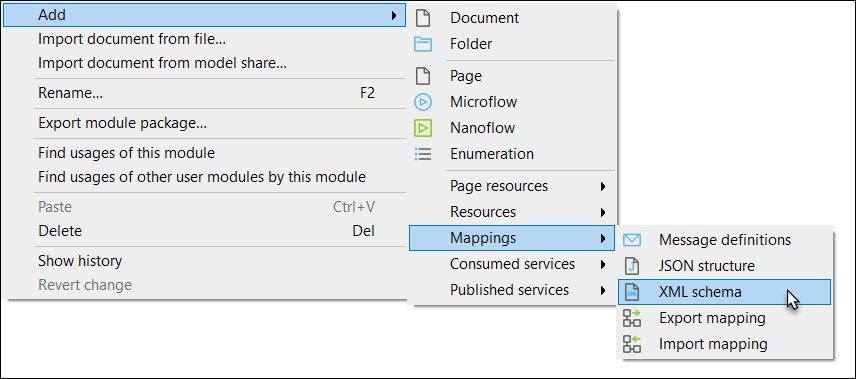 Add
Import document from file...
Import document from model share...
Rename... F2
Export module package...
Find usages of this module
Find usages of other user modules by this module
Paste Ctrl+V
Delete Del
Show history
Revert change
Document
Folder
Page
Microflow
Nanoflow
Enumeration
Page resources
Resources
Mappings
Consumed services
Published services
Message definitions
JSON structure
XML schema
Export mapping
Import mapping